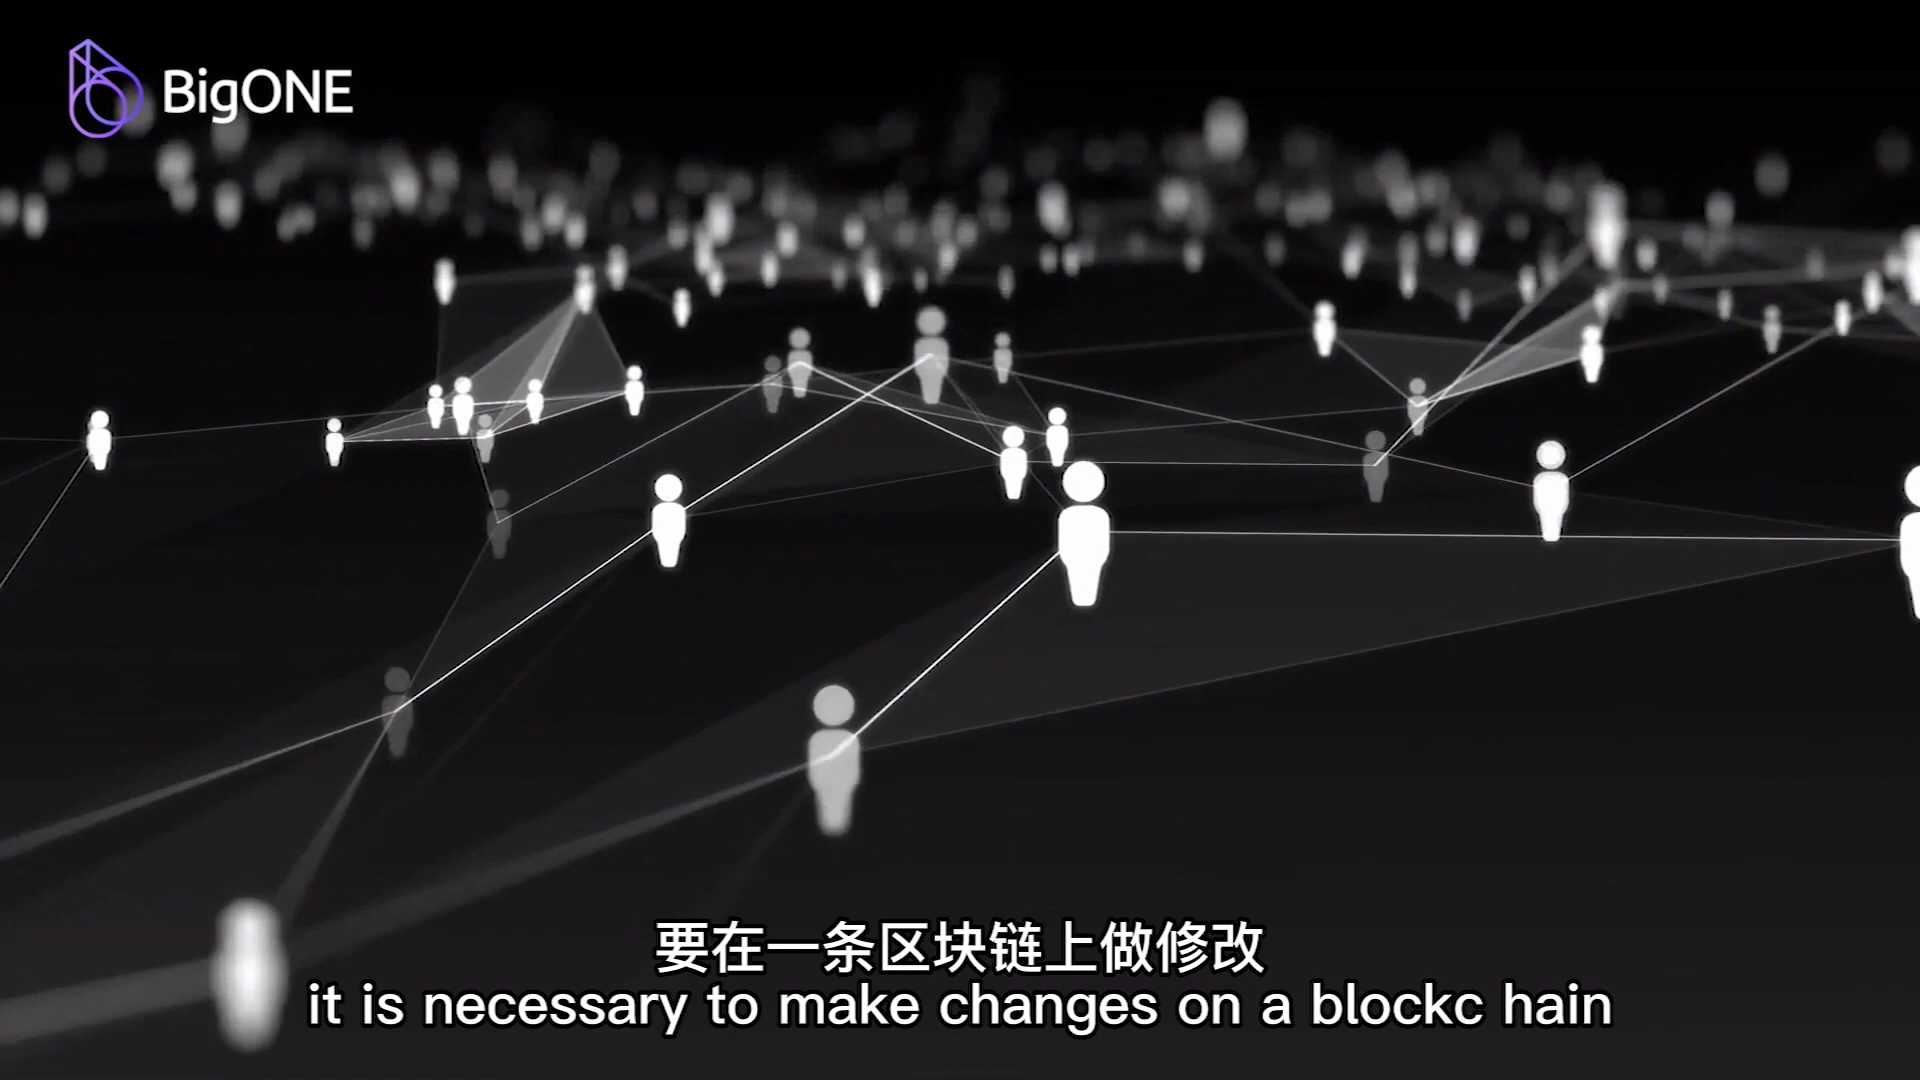 BigONE
要在一条区块链上做修改
it is necessary to make changes on a blockc hain